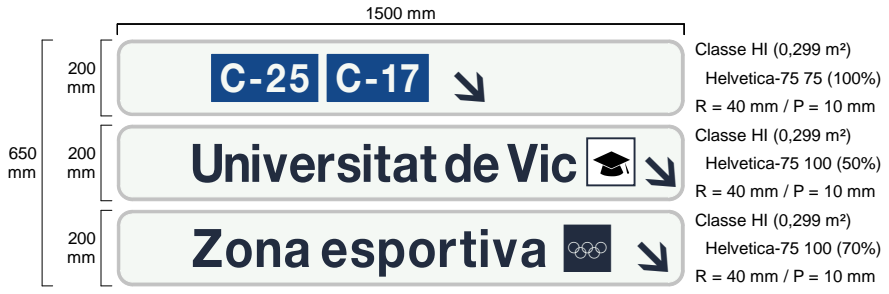 1500 mm
200 mm
C-25 C-17
Classe HI (0,299 m²)
Helvetica-75 75 (100%)
R = 40 mm / P = 10 mm
650 mm
200 mm
Universitat de Vic
Classe HI (0,299 m²)
Helvetica-75 100 (50%)
R = 40 mm / P = 10 mm
200 mm
Zona esportiva
Classe HI (0,299 m²)
Helvetica-75 100 (70%)
R = 40 mm / P = 10 mm